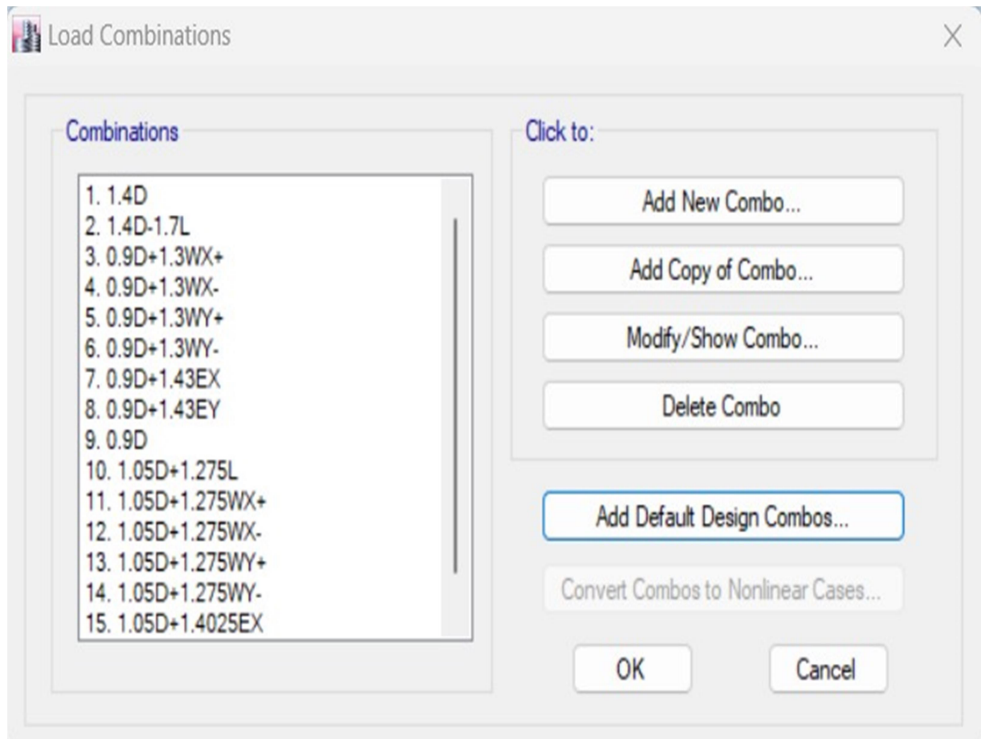 Load Combinations
Combinations
1. 1.4D
2. 1.4D-1.7L
3. 0.9D+1.3WX+
4. 0.9D+1.3WX-
5. 0.9D+1.3WY+
6. 0.9D+1.3WY-
7. 0.9D+1.43EX
8. 0.9D+1.43EY
9. 0.9D
10. 1.05D+1.275L
11. 1.05D+1.275WX+
12. 1.05D+1.275WX-
13. 1.05D+1.275WY+
14. 1.05D+1.275WY-
15. 1.05D+1.4025EX
Click to:
Add New Combo...
Add Copy of Combo...
Modify/Show Combo...
Delete Combo
Add Default Design Combos...
Convert Combos to Nonlinear Cases...
OK
Cancel